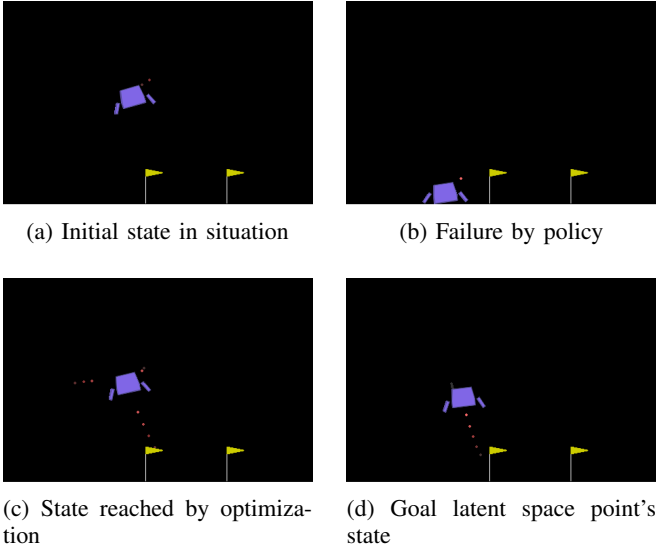 (a) Initial state in situation
(b) Failure by policy
(c) State reached by optimiza-
tion
(d) Goal latent space point's
state